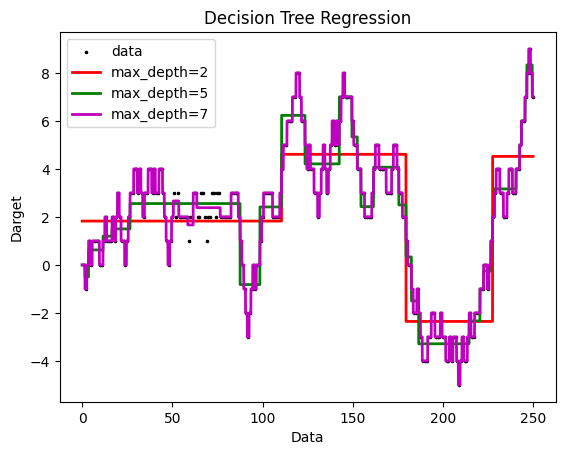 Decision Tree Regression
data
max_depth=2
max_depth=5
max_depth=7
Darget
8
6
4
2
0
−2
−4
0
50
100
150
200
250
Data